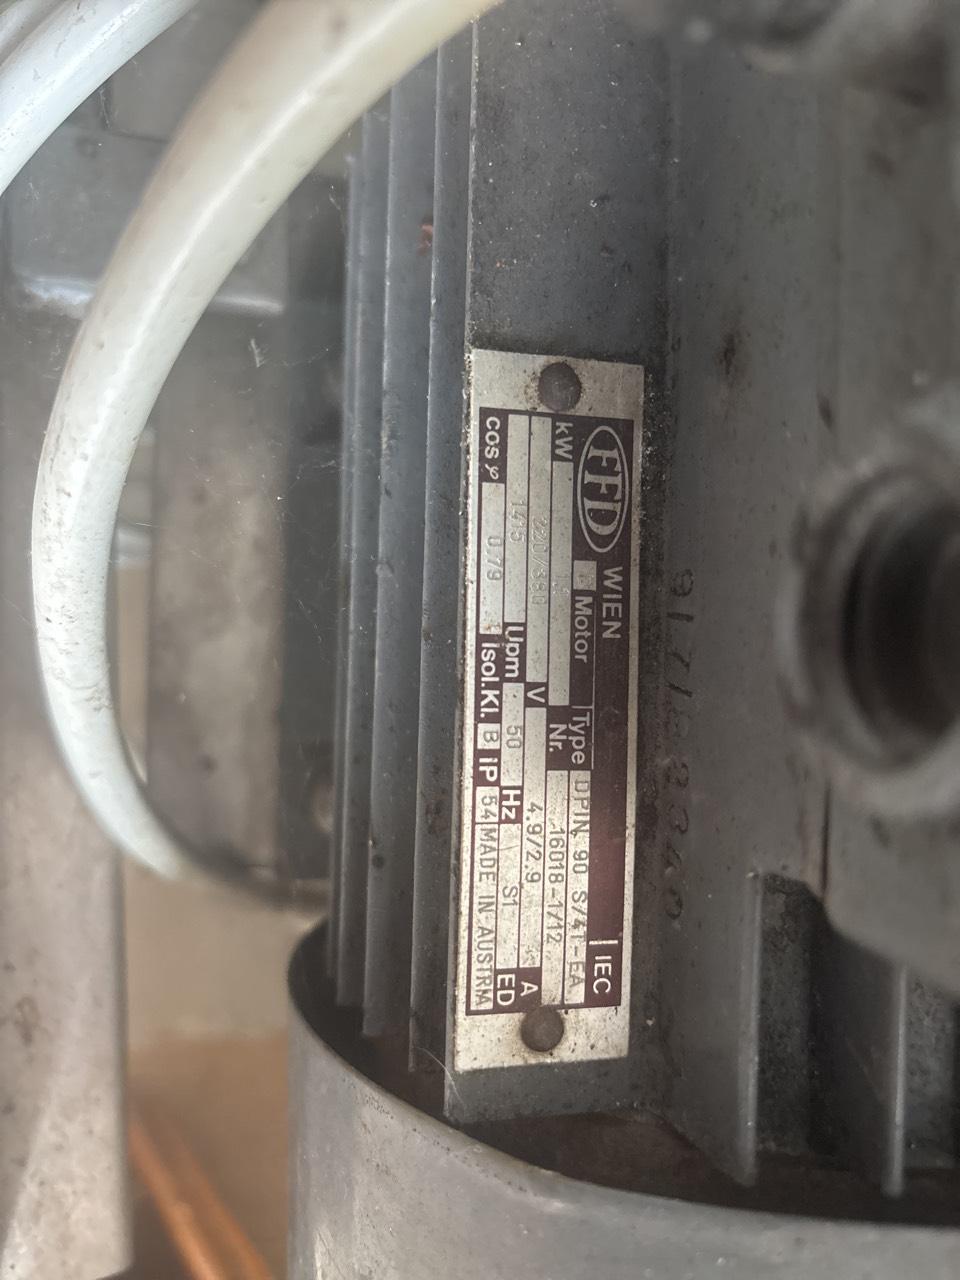 FFD WIEN IEC
Motor Type DPIN 90 S/4T-EA
kW Nr. 16018-1/12
220/380 V 4.9/2.9 A
1415 Upm 50 Hz S1 ED
cos φ 0.79 Isol.Kl. B IP 54 MADE IN AUSTRIA